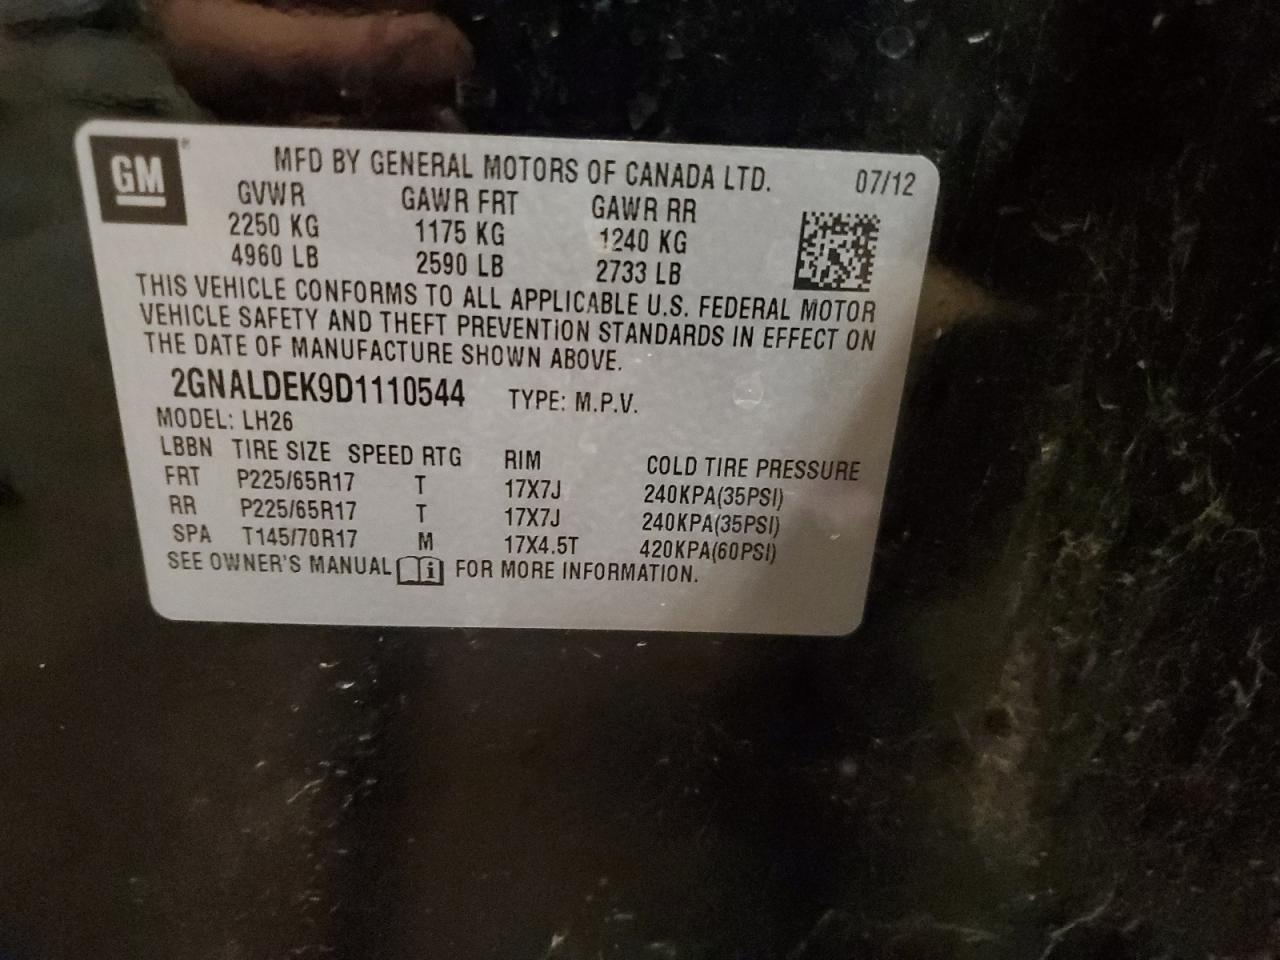 GM
MFD BY GENERAL MOTORS OF CANADA LTD. 07/12
GVWR GAWR FRT GAWR RR
2250 KG 1175 KG 1240 KG
4960 LB 2590 LB 2733 LB
THIS VEHICLE CONFORMS TO ALL APPLICABLE U.S. FEDERAL MOTOR
VEHICLE SAFETY AND THEFT PREVENTION STANDARDS IN EFFECT ON
THE DATE OF MANUFACTURE SHOWN ABOVE.
2GNALDEK9D1110544 TYPE: M.P.V.
MODEL: LH26
LBBN TIRE SIZE SPEED RTG RIM COLD TIRE PRESSURE
FRT P225/65R17 T 17X7J 240KPA(35PSI)
RR P225/65R17 T 17X7J 240KPA(35PSI)
SPA T145/70R17 M 17X4.5T 420KPA(60PSI)
SEE OWNER'S MANUAL FOR MORE INFORMATION.